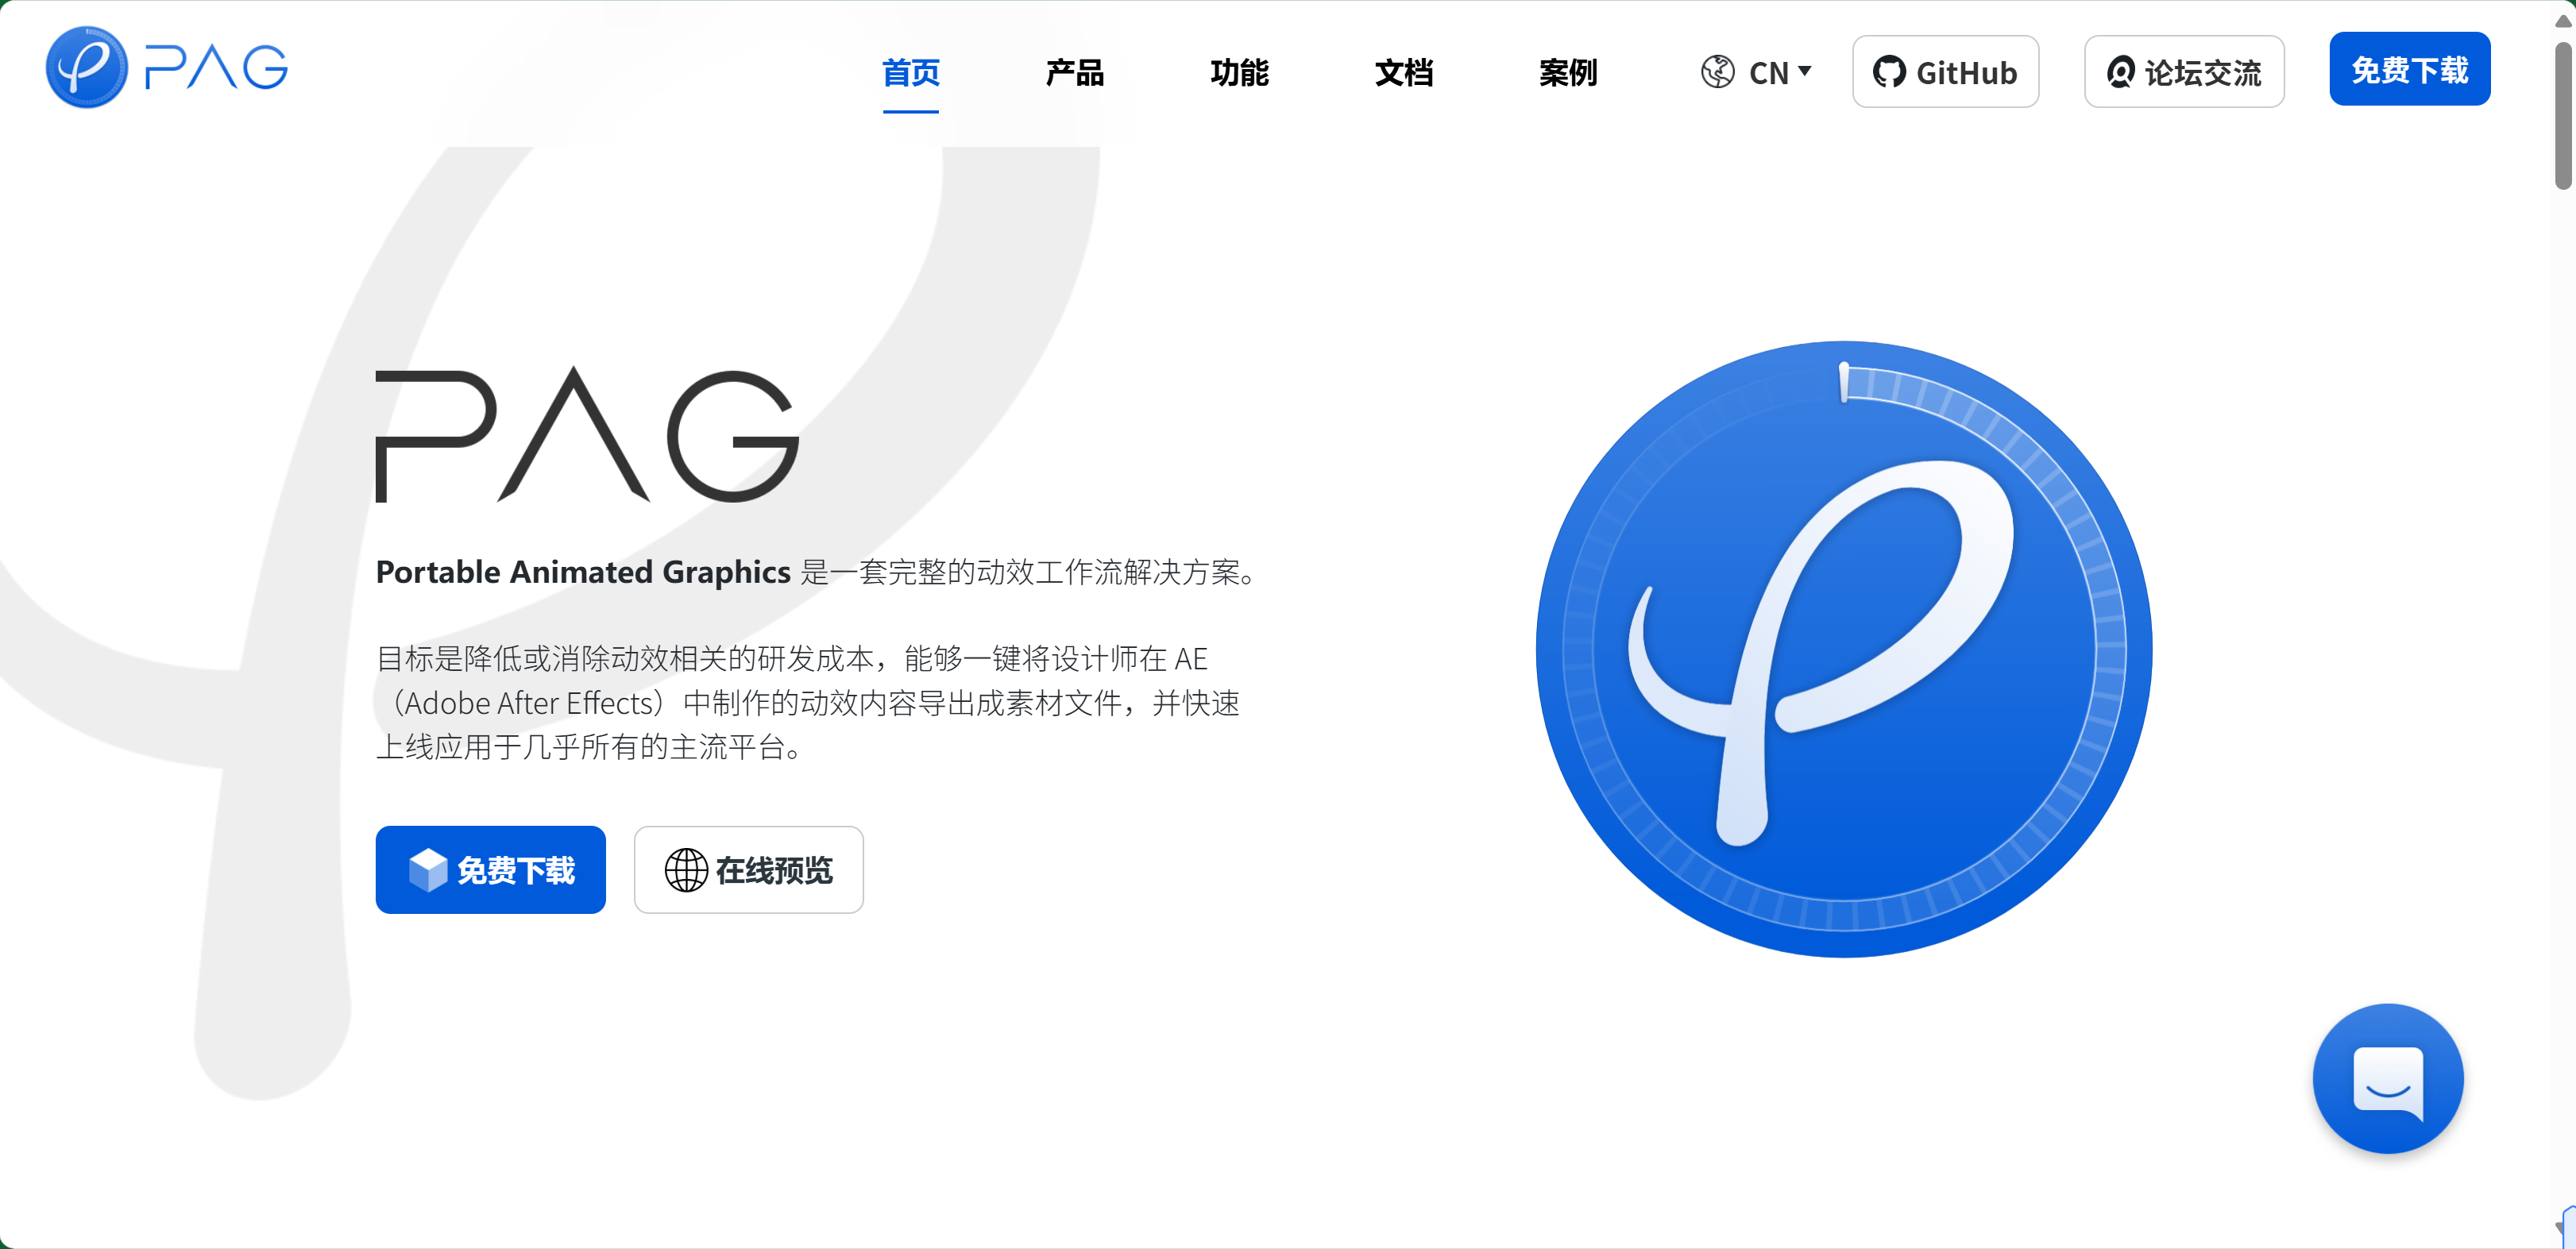 PAG
首页
产品
功能
文档
案例
CN
GitHub
论坛交流
免费下载
PAG
Portable Animated Graphics 是一套完整的动效工作流解决方案。
目标是降低或消除动效相关的研发成本，能够一键将设计师在 AE
（Adobe After Effects）中制作的动效内容导出成素材文件，并快速
上线应用于几乎所有的主流平台。
免费下载
在线预览